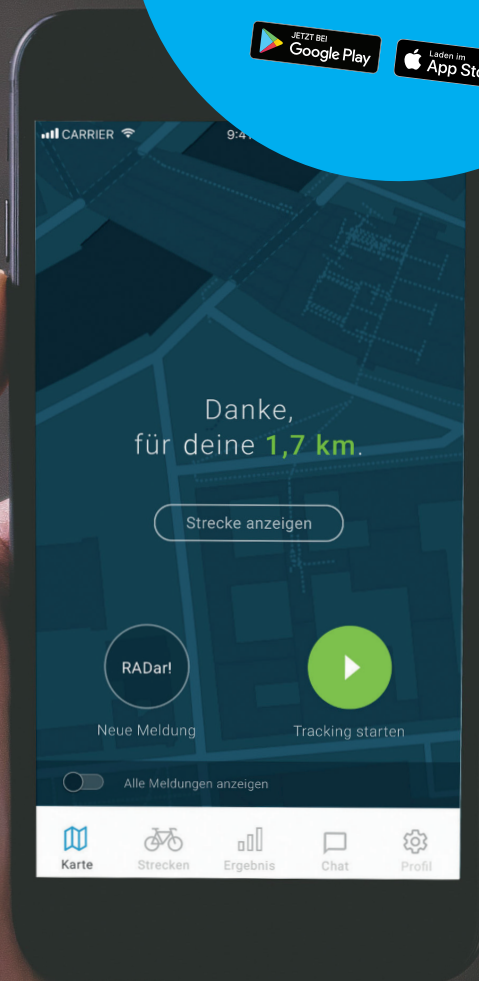 JETZT BEI
Google Play
Laden im
App Sto
CARRIER
9:41
Danke,
für deine 1,7 km.
Strecke anzeigen
RADar!
Neue Meldung
Tracking starten
Alle Meldungen anzeigen
Karte
Strecken
Ergebnis
Chat
Profil